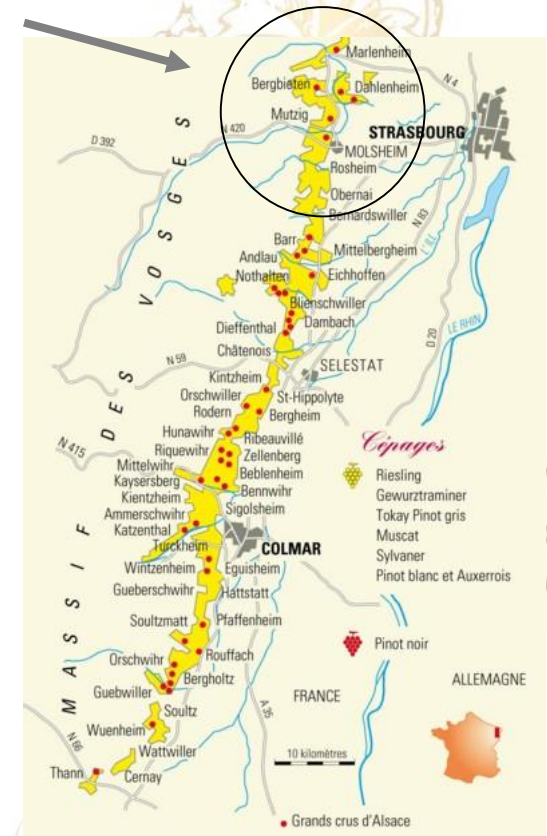 Marlenheim
N 4
Bergbieten
Dahlenheim
Mutzig
STRASBOURG
D 392
N 420
MOLSHEIM
Rosheim
Obernai
Bernardswiller
N 83
L'ILL
Barr
Mittelbergheim
Andlau
Eichhoffen
Nothalten
Blienschwiller
Dambach
LE RHIN
Dieffenthal
D 20
Châtenois
N 59
SELESTAT
Kintzheim
Orschwiller
St-Hippolyte
Rodern
Bergheim
Hunawihr
Ribeauvillé
N 415
Riquewihr
Zellenberg
Mittelwihr
Beblenheim
Kaysersberg
Bennwihr
Kientzheim
Sigolsheim
Ammerschwihr
Katzenthal
Turckheim
COLMAR
Wintzenheim
Eguisheim
Gueberschwihr
Hattstatt
Soultzmatt
Pfaffenheim
Orschwihr
Rouffach
Bergholtz
Guebwiller
Soultz
Wuenheim
A 35
N 66
Wattwiller
Thann
Cernay
MASSIF DES VOSGES
Cépages
Riesling
Gewurztraminer
Tokay Pinot gris
Muscat
Sylvaner
Pinot blanc et Auxerrois
Pinot noir
FRANCE
ALLEMAGNE
10 kilomètres
Grands crus d'Alsace